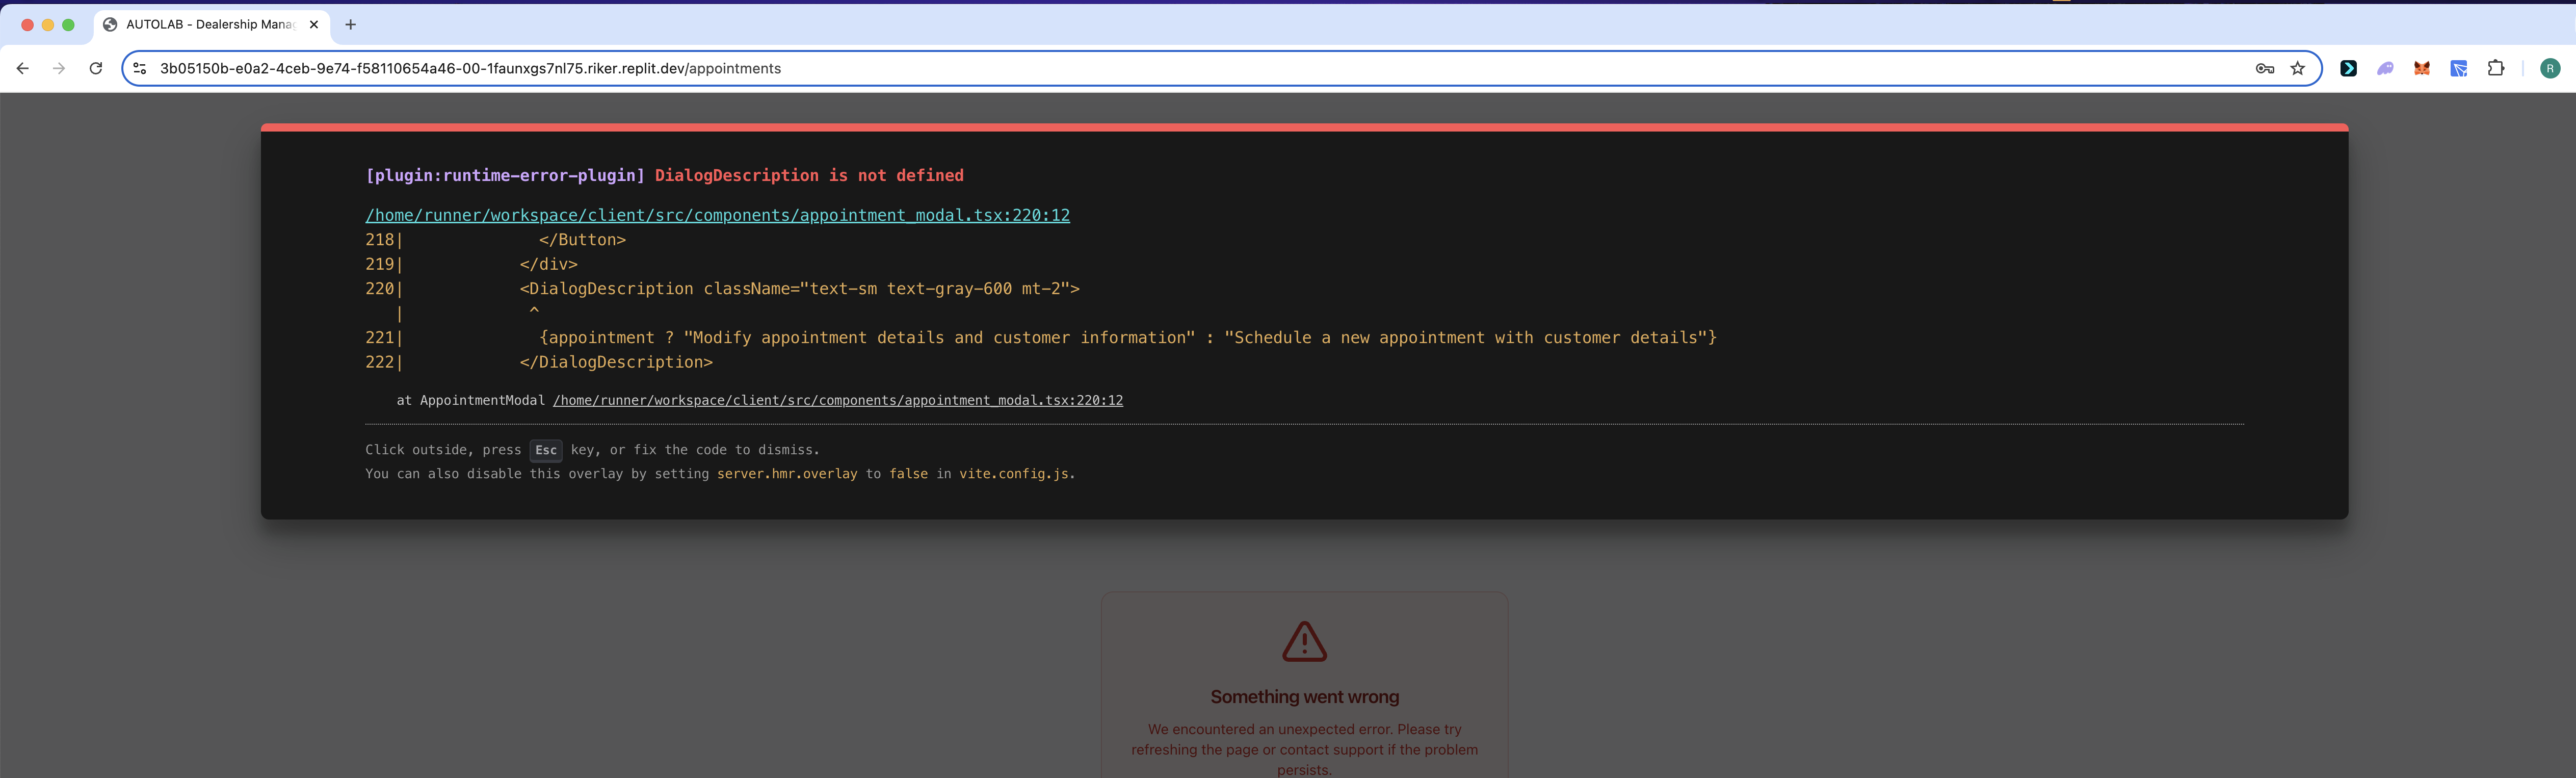 AUTOLAB - Dealership Mana
3b05150b-e0a2-4ceb-9e74-f58110654a46-00-1faunxgs7nl75.riker.replit.dev/appointments
R
[plugin:runtime-error-plugin] DialogDescription is not defined
/home/runner/workspace/client/src/components/appointment_modal.tsx:220:12
218|              </Button>
219|            </div>
220|            <DialogDescription className="text-sm text-gray-600 mt-2">
   |             ^
221|              {appointment ? "Modify appointment details and customer information" : "Schedule a new appointment with customer details"}
222|            </DialogDescription>
at AppointmentModal /home/runner/workspace/client/src/components/appointment_modal.tsx:220:12
Click outside, press Esc key, or fix the code to dismiss.
You can also disable this overlay by setting server.hmr.overlay to false in vite.config.js.
Something went wrong
We encountered an unexpected error. Please try
refreshing the page or contact support if the problem
persists.